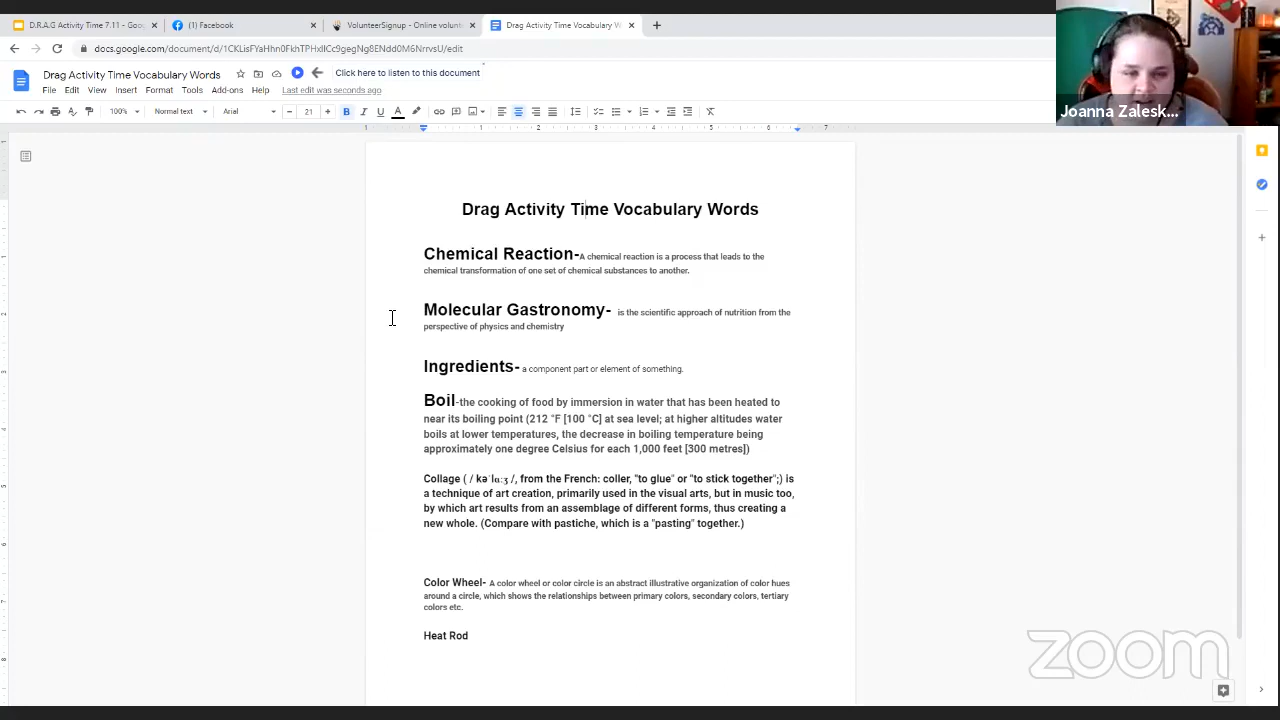 D.R.A.G Activity Time 7.11 - Goo
(3) Facebook
VolunteerSignup - Online volunt
Drag Activity Time Vocabulary W
docs.google.com/document/d/1CKLisFYaHhn0FkhTPHxIlCc9gegNg8ENdd0M6NrrvsU/edit
Drag Activity Time Vocabulary Words
Click here to listen to this document
File Edit View Insert Format Tools Add-ons Help Last edit was seconds ago
100% Normal text Arial 21
Joanna Zalesk...
Drag Activity Time Vocabulary Words
Chemical Reaction-A chemical reaction is a process that leads to the
chemical transformation of one set of chemical substances to another.
Molecular Gastronomy- is the scientific approach of nutrition from the
perspective of physics and chemistry
Ingredients- a component part or element of something.
Boil-the cooking of food by immersion in water that has been heated to
near its boiling point (212 °F [100 °C] at sea level; at higher altitudes water
boils at lower temperatures, the decrease in boiling temperature being
approximately one degree Celsius for each 1,000 feet [300 metres])
Collage ( / kəˈlɑːʒ /, from the French: coller, "to glue" or "to stick together";) is
a technique of art creation, primarily used in the visual arts, but in music too,
by which art results from an assemblage of different forms, thus creating a
new whole. (Compare with pastiche, which is a "pasting" together.)
Color Wheel- A color wheel or color circle is an abstract illustrative organization of color hues
around a circle, which shows the relationships between primary colors, secondary colors, tertiary
colors etc.
Heat Rod
zoom